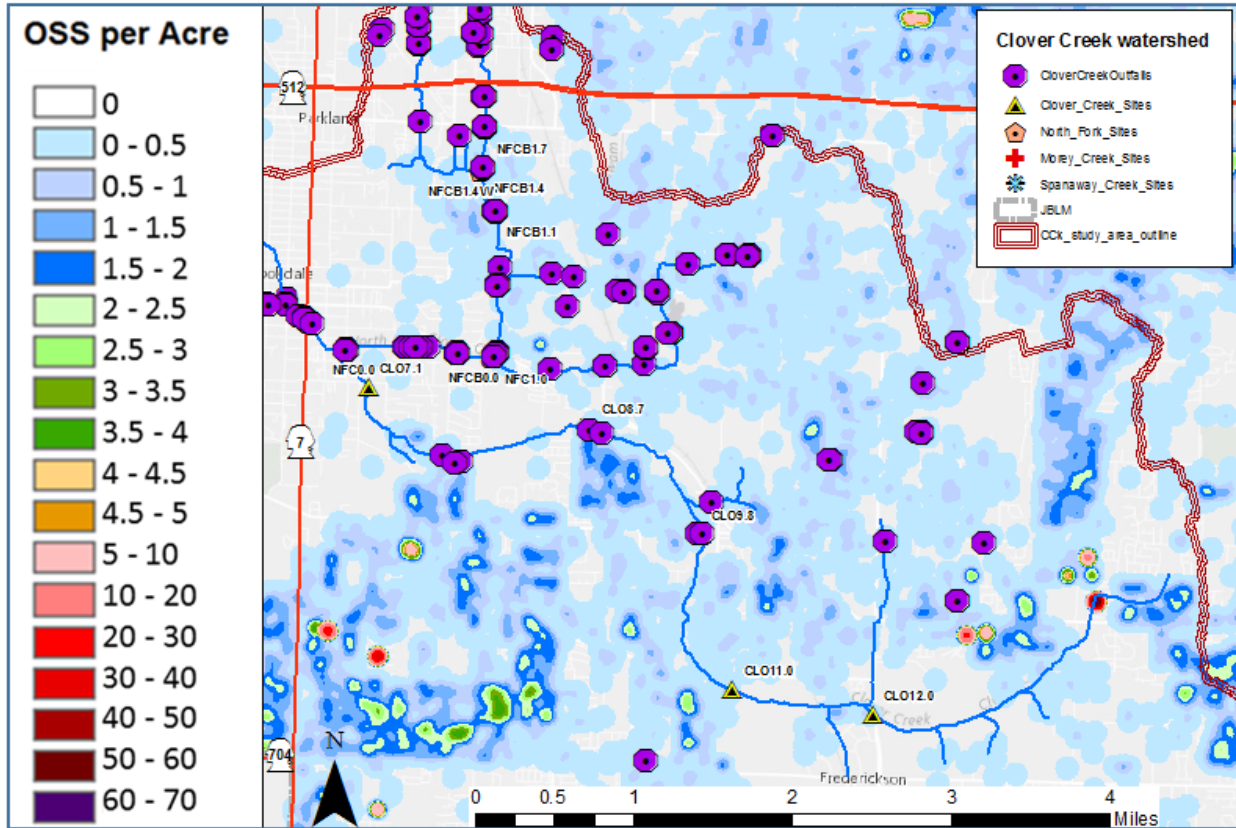 OSS per Acre
0
0 - 0.5
0.5 - 1
1 - 1.5
1.5 - 2
2 - 2.5
2.5 - 3
3 - 3.5
3.5 - 4
4 - 4.5
4.5 - 5
5 - 10
10 - 20
20 - 30
30 - 40
40 - 50
50 - 60
60 - 70
Clover Creek watershed
CloverCreekOutfalls
Clover_Creek_Sites
North_Fork_Sites
Morey_Creek_Sites
Spanaway_Creek_Sites
JBLM
CCk_study_area_outline
512
Parkland
NFCB1.7
NFCB1.4W
NFCB1.4
NFCB1.1
NFC0.0
CLO7.1
NFCB0.0
NFC1.0
CLO8.7
7
CLO9.8
CLO11.0
CLO12.0
Creek
704
N
Frederickson
0 0.5 1 2 3 4
Miles